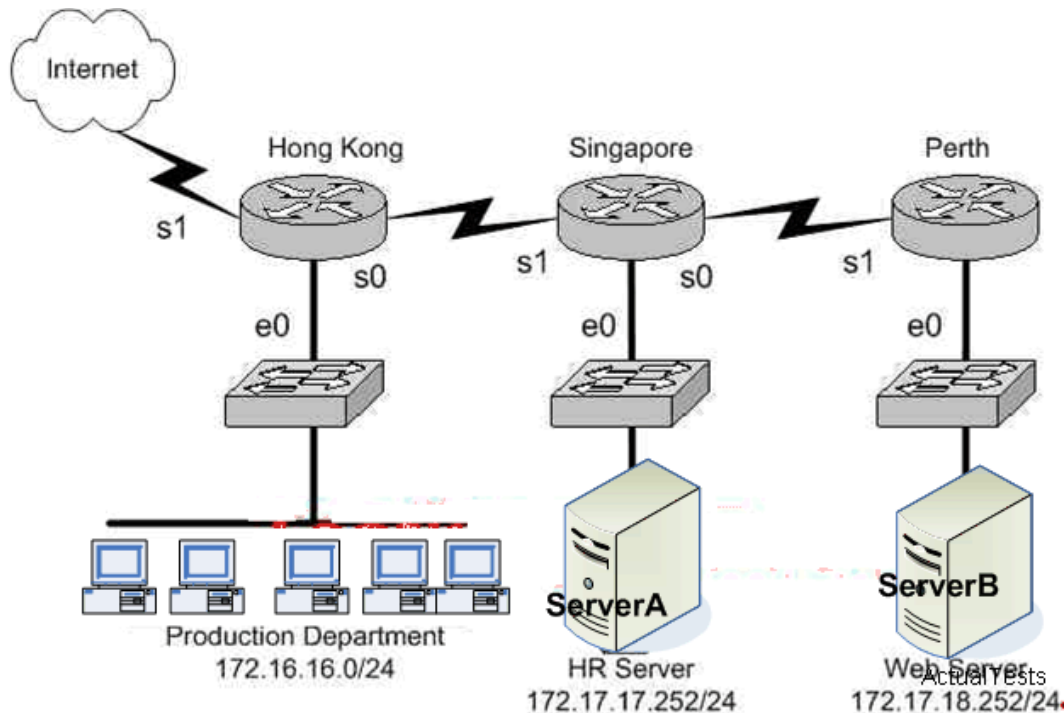 Internet
Hong Kong
Singapore
Perth
s1
s0
s1
s0
s1
e0
e0
e0
ServerA
ServerB
Production Department
172.16.16.0/24
HR Server
172.17.17.252/24
Web Server
ActualTests
172.17.18.252/24